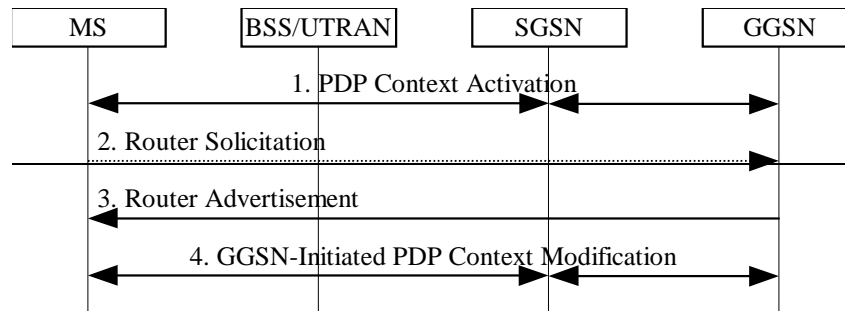 MS BSS/UTRAN SGSN GGSN
1. PDP Context Activation
2. Router Solicitation
3. Router Advertisement
4. GGSN-Initiated PDP Context Modification